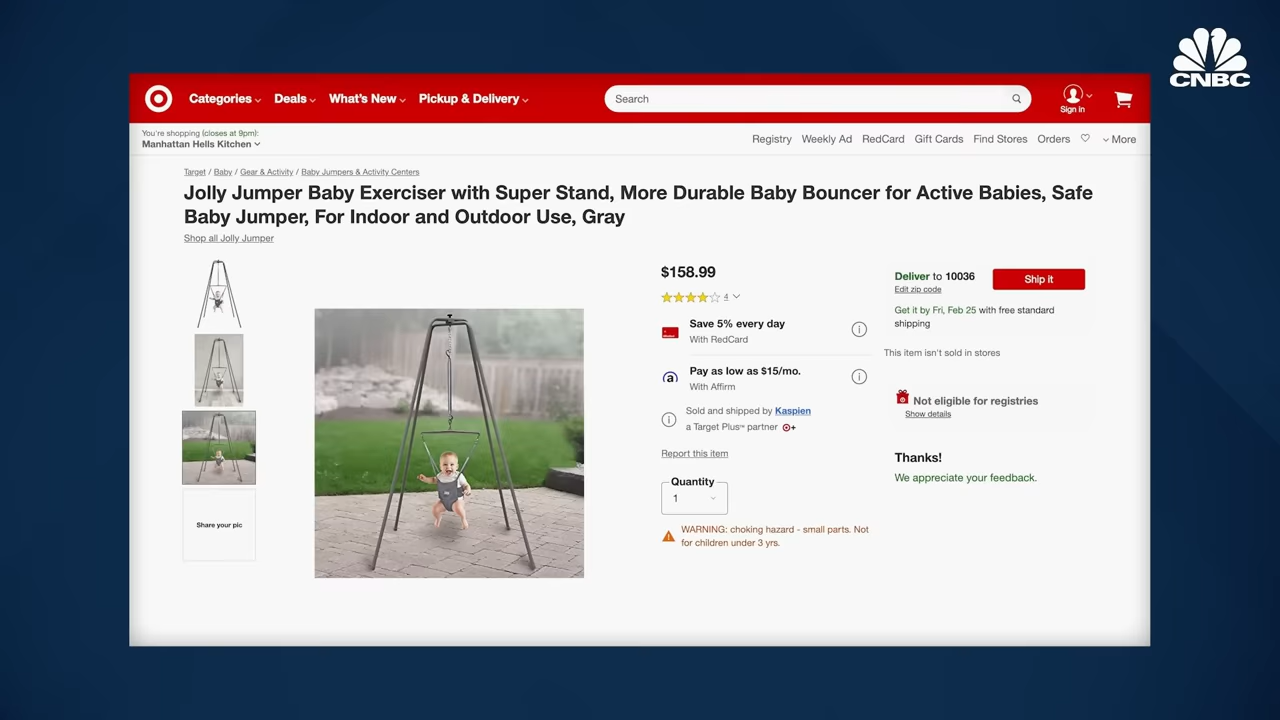 CNBC
Categories
Deals
What's New
Pickup & Delivery
Search
Sign in
You're shopping (closes at 9pm):
Manhattan Hells Kitchen
Registry
Weekly Ad
RedCard
Gift Cards
Find Stores
Orders
More
Target / Baby / Gear & Activity / Baby Jumpers & Activity Centers
Jolly Jumper Baby Exerciser with Super Stand, More Durable Baby Bouncer for Active Babies, Safe
Baby Jumper, For Indoor and Outdoor Use, Gray
Shop all Jolly Jumper
Share your pic
$158.99
4
Save 5% every day
With RedCard
a
Pay as low as $15/mo.
With Affirm
Sold and shipped by Kaspien
a Target Plus™ partner
Report this item
Quantity
1
WARNING: choking hazard - small parts. Not
for children under 3 yrs.
Deliver to 10036
Edit zip code
Ship it
Get it by Fri, Feb 25 with free standard
shipping
This item isn't sold in stores
Not eligible for registries
Show details
Thanks!
We appreciate your feedback.